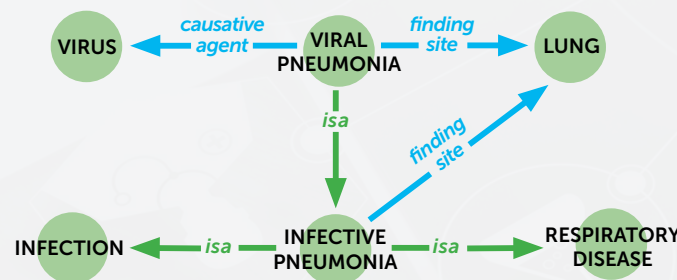 causative
agent
finding
site
VIRUS
VIRAL
PNEUMONIA
LUNG
isa
finding
site
INFECTION
isa
INFECTIVE
PNEUMONIA
isa
RESPIRATORY
DISEASE